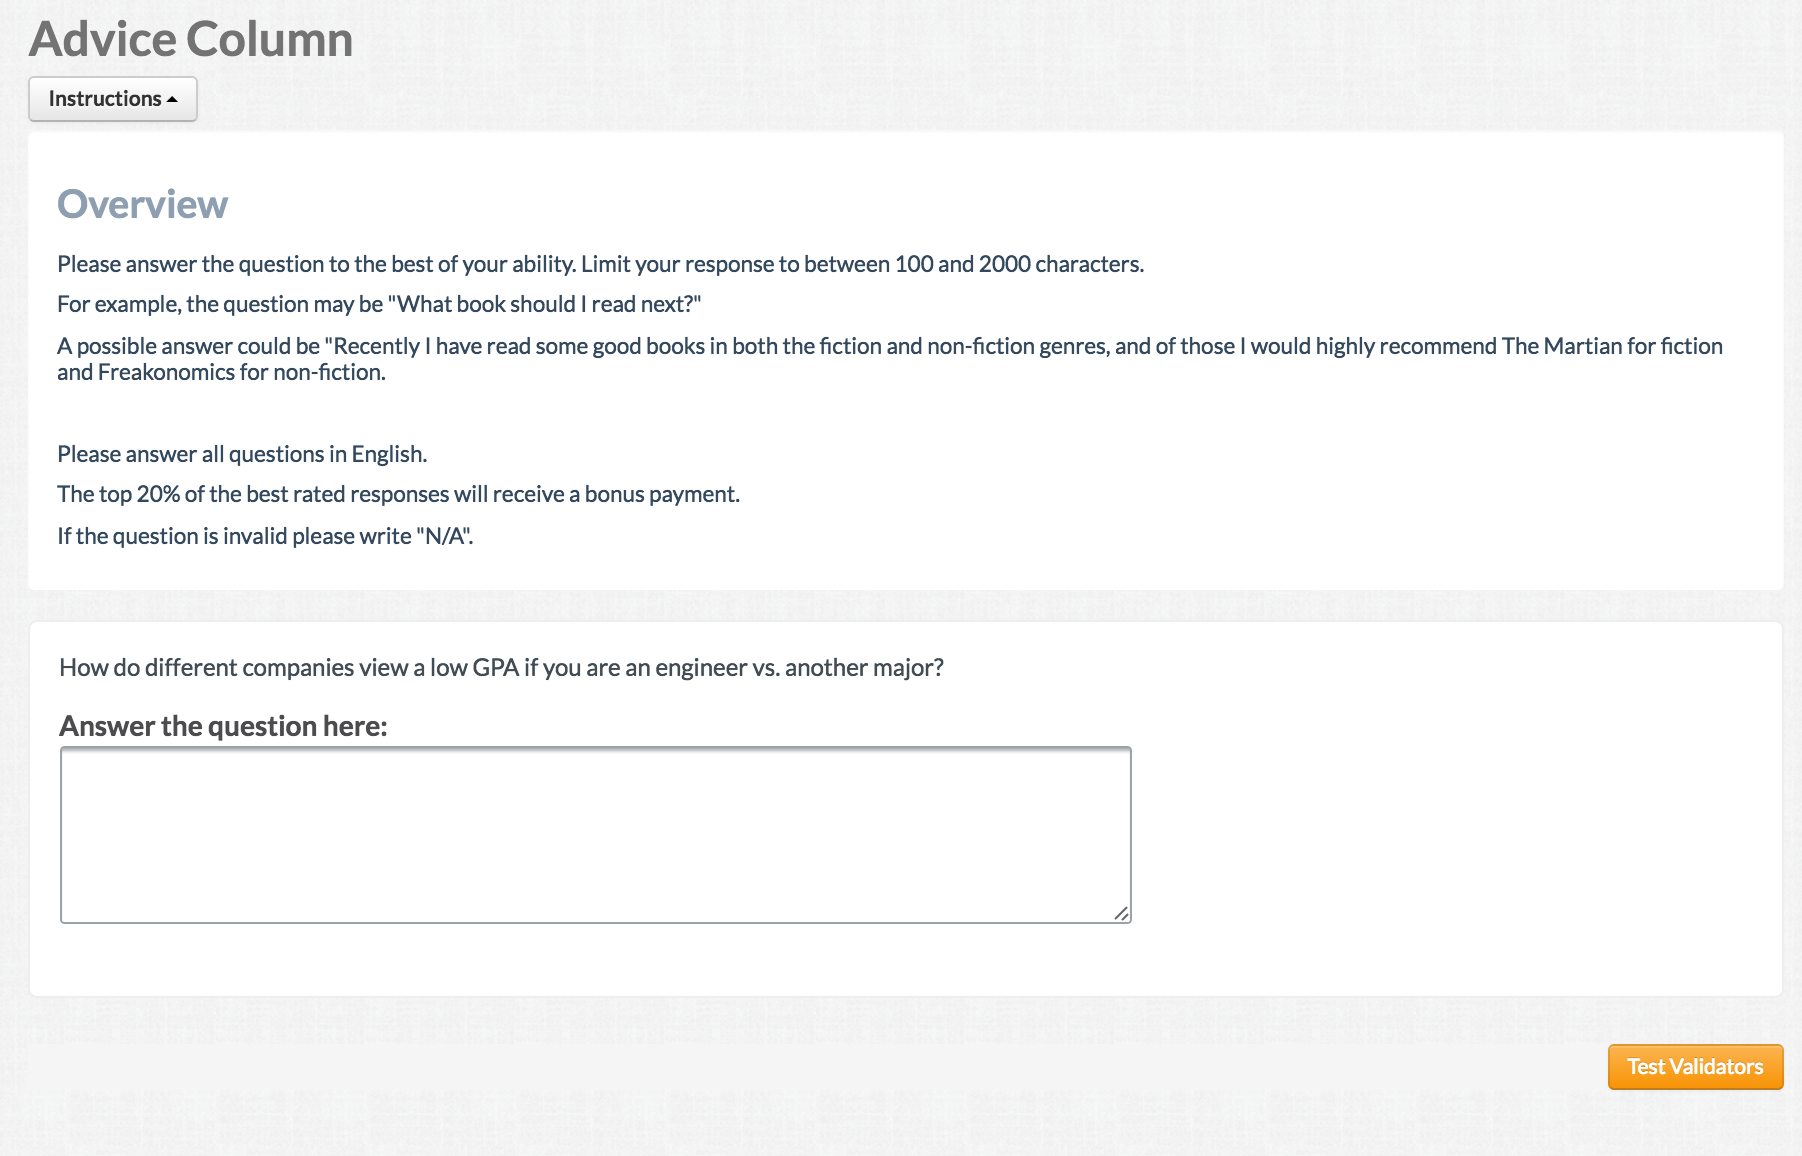 Advice Column
Instructions
Overview
Please answer the question to the best of your ability. Limit your response to between 100 and 2000 characters.
For example, the question may be "What book should I read next?"
A possible answer could be "Recently I have read some good books in both the fiction and non-fiction genres, and of those I would highly recommend The Martian for fiction
and Freakonomics for non-fiction.
Please answer all questions in English.
The top 20% of the best rated responses will receive a bonus payment.
If the question is invalid please write "N/A".
How do different companies view a low GPA if you are an engineer vs. another major?
Answer the question here:
Test Validators